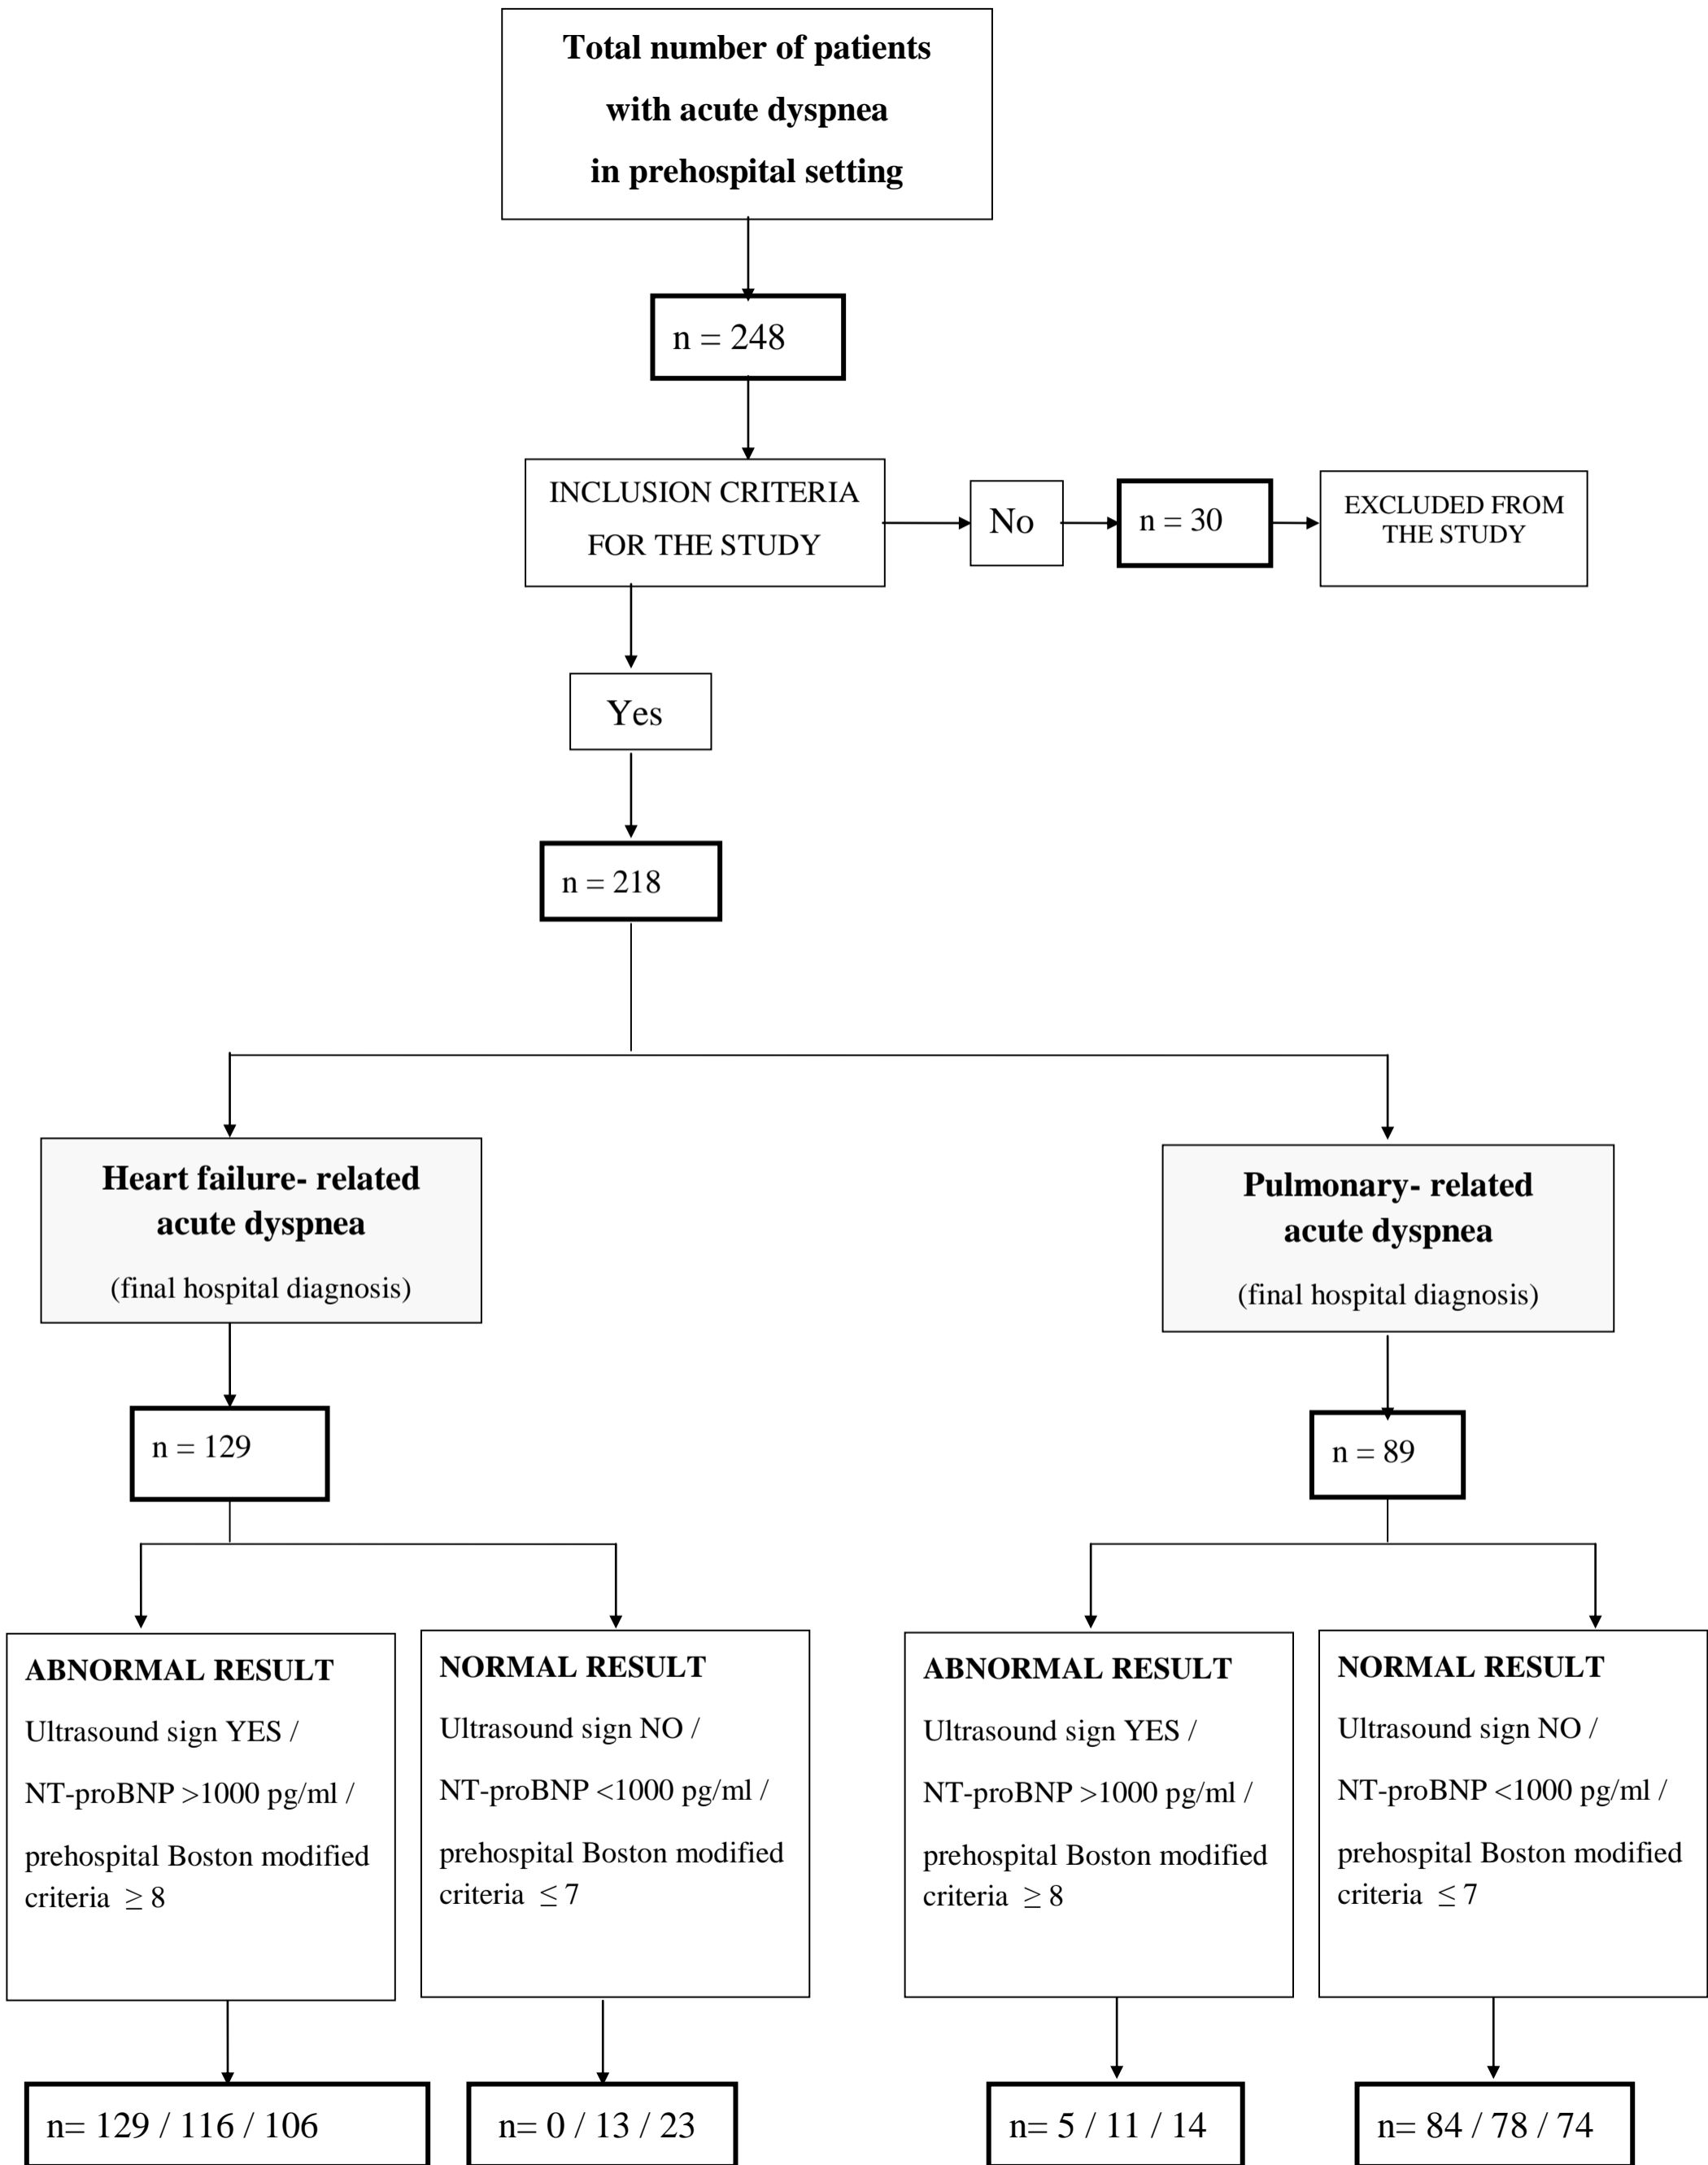 Total number of patients
with acute dyspnea
in prehospital setting
n = 248
INCLUSION CRITERIA
FOR THE STUDY
No
n = 30
EXCLUDED FROM
THE STUDY
Yes
n = 218
Heart failure- related
acute dyspnea
(final hospital diagnosis)
Pulmonary- related
acute dyspnea
(final hospital diagnosis)
n = 129
n = 89
ABNORMAL RESULT
Ultrasound sign YES /
NT-proBNP >1000 pg/ml /
prehospital Boston modified
criteria ≥ 8
NORMAL RESULT
Ultrasound sign NO /
NT-proBNP <1000 pg/ml /
prehospital Boston modified
criteria ≤ 7
ABNORMAL RESULT
Ultrasound sign YES /
NT-proBNP >1000 pg/ml /
prehospital Boston modified
criteria ≥ 8
NORMAL RESULT
Ultrasound sign NO /
NT-proBNP <1000 pg/ml /
prehospital Boston modified
criteria ≤ 7
n= 129 / 116 / 106
n= 0 / 13 / 23
n= 5 / 11 / 14
n= 84 / 78 / 74